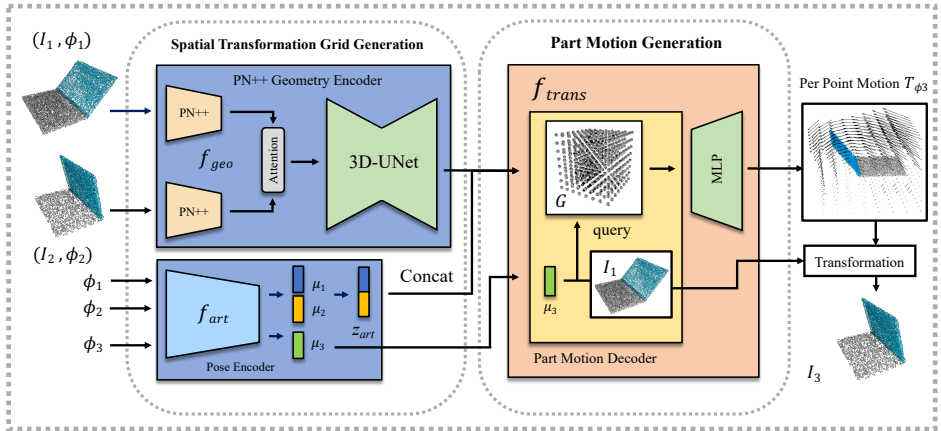 (I₁, ϕ₁)
Spatial Transformation Grid Generation
Part Motion Generation
PN++ Geometry Encoder
PN++
f_geo
Attention
3D-UNet
PN++
(I₂, ϕ₂)
f_trans
G
MLP
query
I₁
μ₃
Part Motion Decoder
Per Point Motion T_ϕ3
Transformation
I₃
ϕ₁
ϕ₂
ϕ₃
f_art
μ₁
μ₂
μ₃
z_art
Pose Encoder
Concat